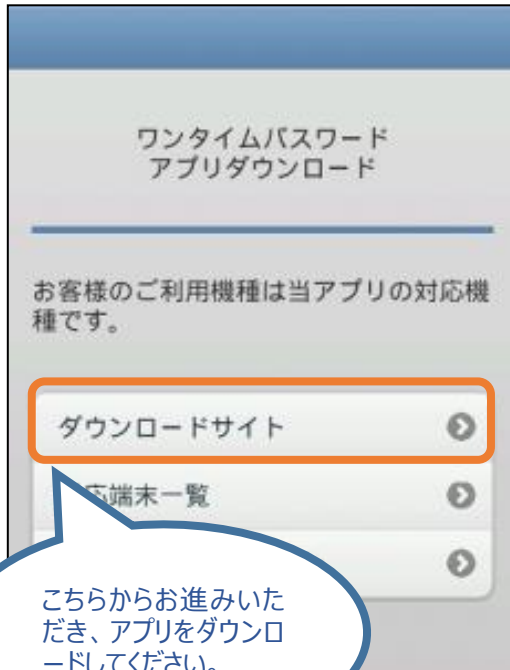 ワンタイムパスワード
アプリダウンロード
お客様のご利用機種は当アプリの対応機
種です。
ダウンロードサイト
応端末一覧
こちらからお進みいた
だき、アプリをダウンロ
ードしてください。